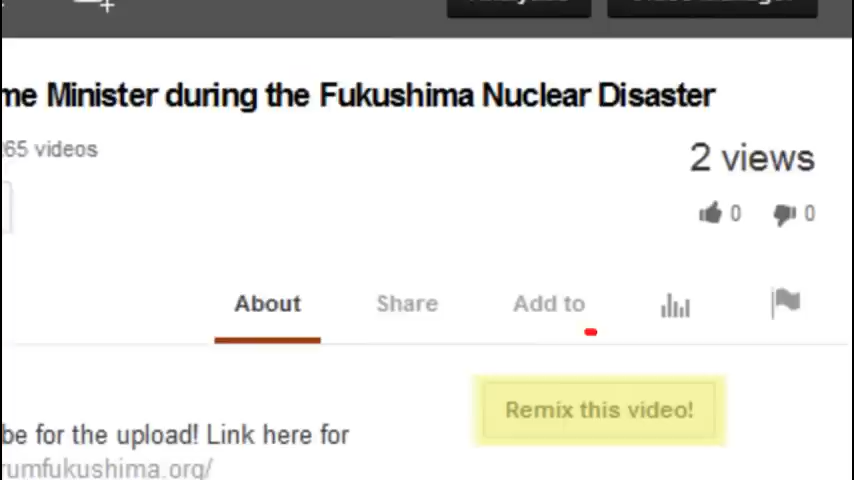 me Minister during the Fukushima Nuclear Disaster
265 videos
2 views
0 0
About Share Add to
Remix this video!
be for the upload! Link here for
rumfukushima.org/